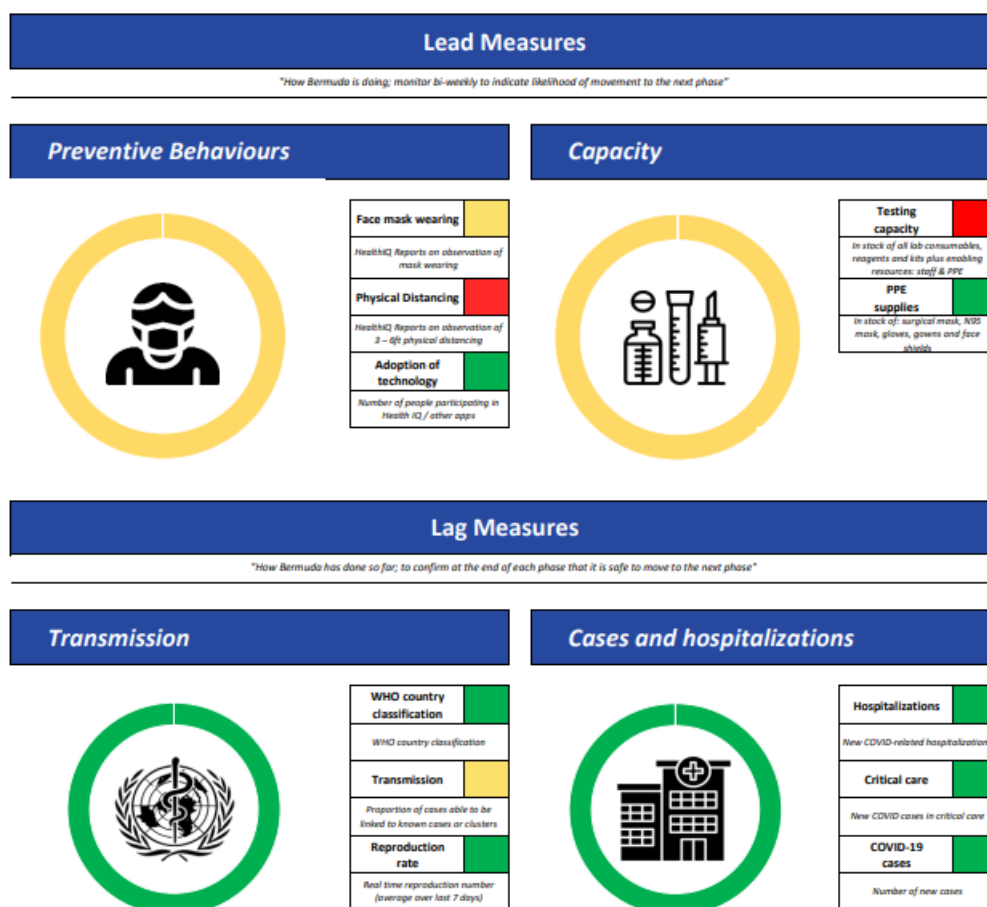 Lead Measures
"How Bermuda is doing; monitor bi-weekly to indicate likelihood of movement to the next phase"
Preventive Behaviours
Face mask wearing
HealthIQ Reports on observation of
mask wearing
Physical Distancing
HealthIQ Reports on observation of
3 – 6ft physical distancing
Adoption of
technology
Number of people participating in
Health IQ / other apps
Capacity
Testing
capacity
In stock of all lab consumables,
reagents and kits plus enabling
resources: staff & PPE
PPE
supplies
In stock of: surgical mask, N95
mask, gloves, gowns and face
shields
Lag Measures
"How Bermuda has done so far; to confirm at the end of each phase that it is safe to move to the next phase"
Transmission
WHO country
classification
WHO country classification
Transmission
Proportion of cases able to be
linked to known cases or clusters
Reproduction
rate
Real time reproduction number
(average over last 7 days)
Cases and hospitalizations
Hospitalizations
New COVID-related hospitalization
Critical care
New COVID cases in critical care
COVID-19
cases
Number of new cases